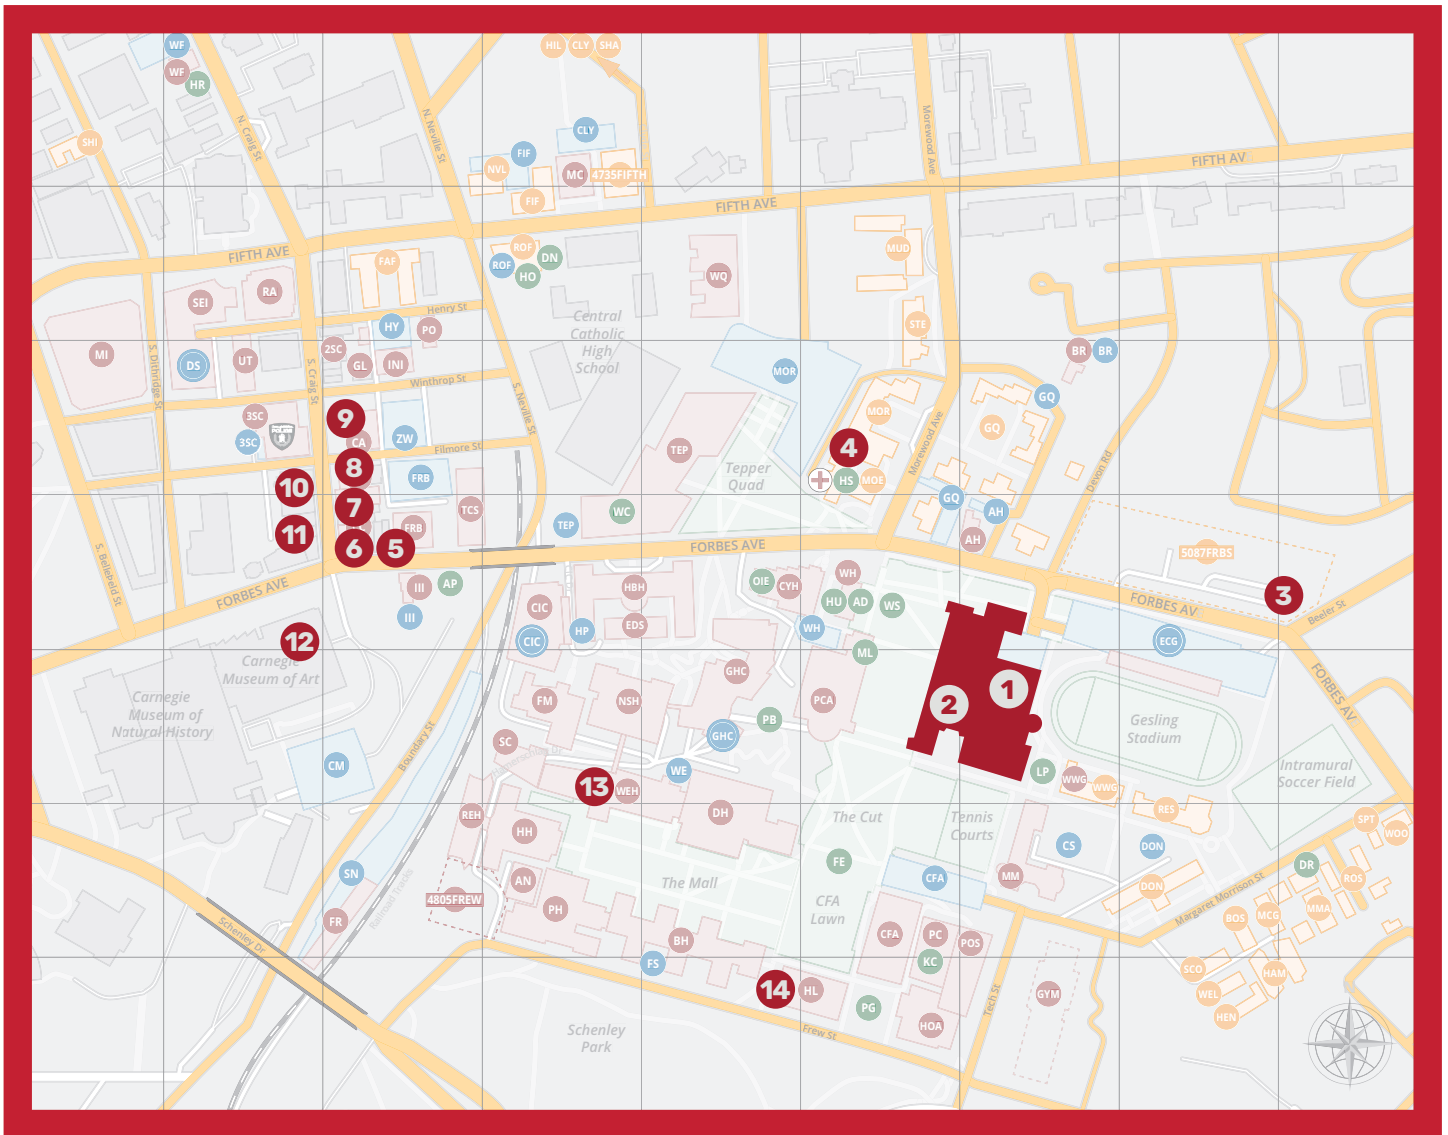 WF
HIL CLY SHA
WF
HR
N. Craig St
N. Neville St
Morewood Ave
CLY
SHI
FIF
NVL
MC
4735FIFTH
FIFTH AV
FIF
FIFTH AVE
FIFTH AVE
ROF
DN
ROF
HO
MUD
FAF
WQ
RA
SEI
Henry St
Central
Catholic
High
School
HY
PO
STE
2SC
MI
S. Dithridge St
DS
UT
S. Craig St
GL
INI
BR
BR
MOR
Winthrop St
S. Neville St
GQ
3SC
9
MOR
Morewood Ave
GQ
3SC
POLICE
CA
ZW
Filmore St
TEP
4
8
Tepper
Quad
Devon Rd
FRB
HS
MOE
10
GQ
7
TCS
WC
AH
11
FRB
TEP
6
5
FORBES AVE
AH
5087FRBS
S. Bellefield St
FORBES AVE
III
AP
HBH
OIE
CYH
WH
3
FORBES AV
Beeler St
III
CIC
HU
AD
WS
EDS
HP
WH
12
CIC
ECG
ML
Carnegie
Museum of Art
FORBES AV
Carnegie
Museum of
Natural History
GHC
FM
NSH
PCA
2
1
PB
Gesling
Stadium
Boundary St
SC
GHC
CM
WE
LP
WWG
WWG
Intramural
Soccer Field
13
WEH
REH
DH
The Cut
Tennis
Courts
RES
SPT
WOO
HH
CS
DON
SN
FE
DR
The Mall
CFA
MM
ROS
AN
DON
Margaret Morrison St
4805FREW
Railroad Tracks
CFA
Lawn
PH
MMA
FR
BOS
MCG
Schenley Dr
CFA
PC
POS
BH
FS
KC
SCO
HAM
14
HL
GYM
WEL
PG
Tech St
HEN
Schenley
Park
Frew St
HOA